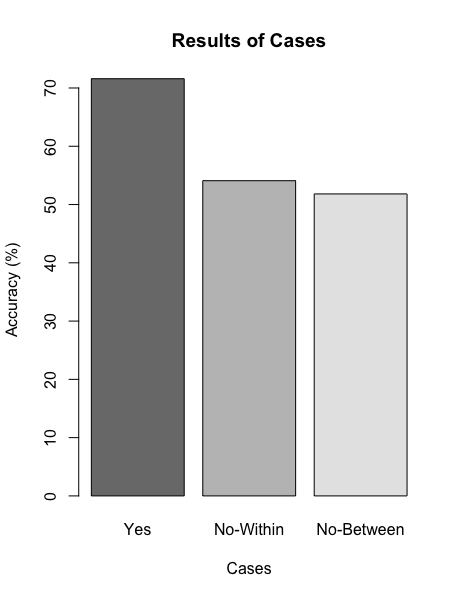 Results of Cases
Accuracy (%)
70
60
50
40
30
20
10
0
Yes No-Within No-Between
Cases